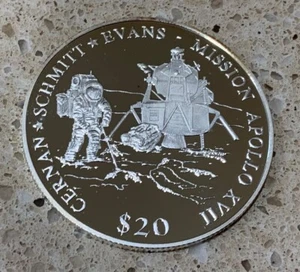 CERNAN ★ SCHMITT ★ EVANS - MISSION APOLLO XVII
$20